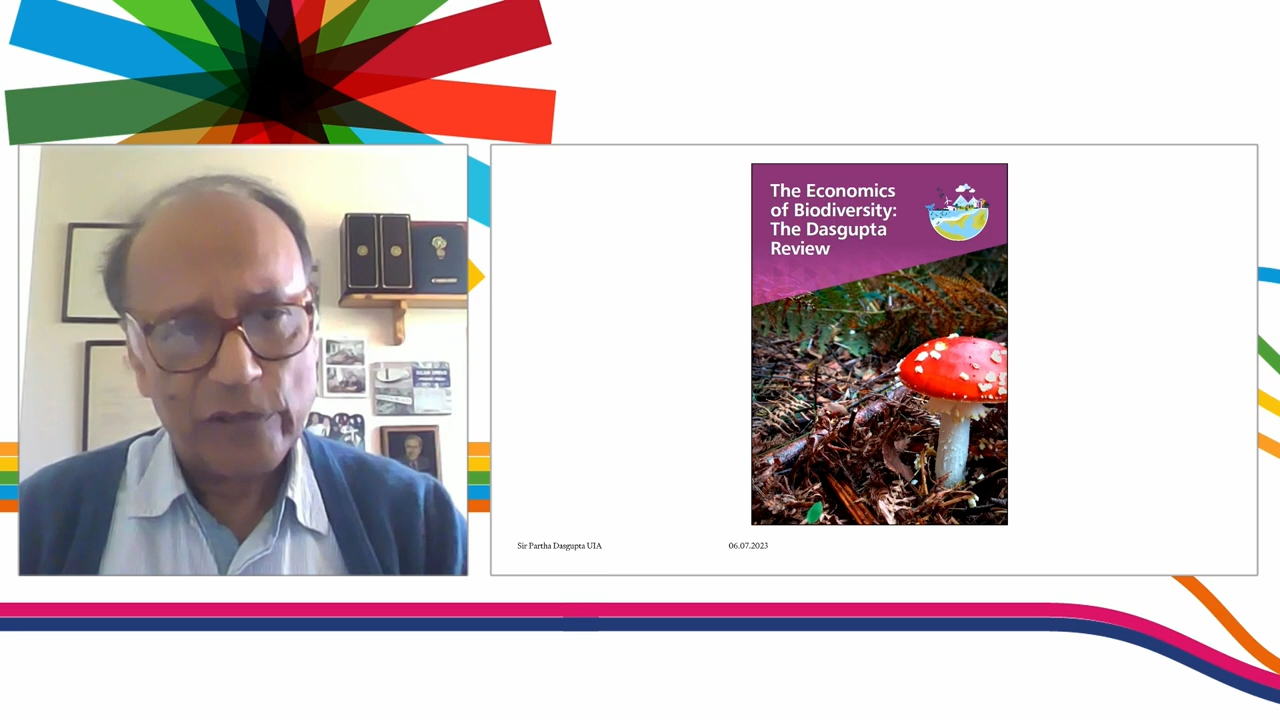 The Economics
of Biodiversity:
The Dasgupta
Review
Sir Partha Dasgupta UIA
06.07.2023